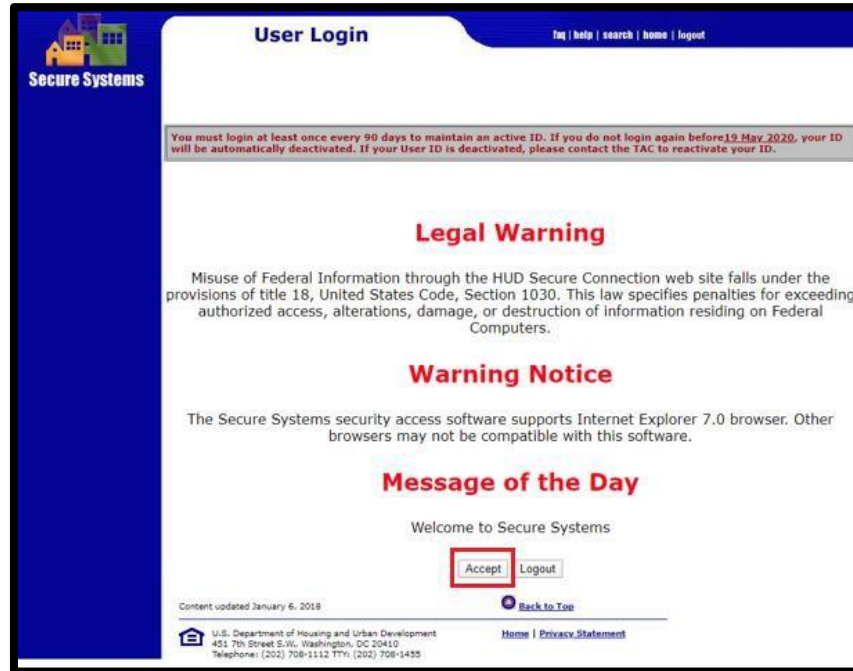 Secure Systems
User Login
faq | help | search | home | logout
You must login at least once every 90 days to maintain an active ID. If you do not login again before19 May 2020, your ID
will be automatically deactivated. If your User ID is deactivated, please contact the TAC to reactivate your ID.
Legal Warning
Misuse of Federal Information through the HUD Secure Connection web site falls under the
provisions of title 18, United States Code, Section 1030. This law specifies penalties for exceeding
authorized access, alterations, damage, or destruction of information residing on Federal
Computers.
Warning Notice
The Secure Systems security access software supports Internet Explorer 7.0 browser. Other
browsers may not be compatible with this software.
Message of the Day
Welcome to Secure Systems
Accept Logout
Content updated January 6, 2018 Back to Top
U.S. Department of Housing and Urban Development Home | Privacy Statement
451 7th Street S.W., Washington, DC 20410
Telephone: (202) 708-1112 TTY: (202) 708-1455